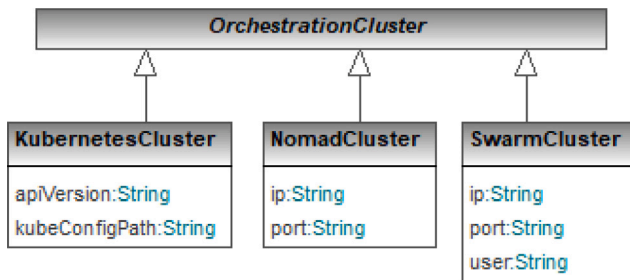 OrchestrationCluster
KubernetesCluster
apiVersion:String
kubeConfigPath:String
NomadCluster
ip:String
port:String
SwarmCluster
ip:String
port:String
user:String